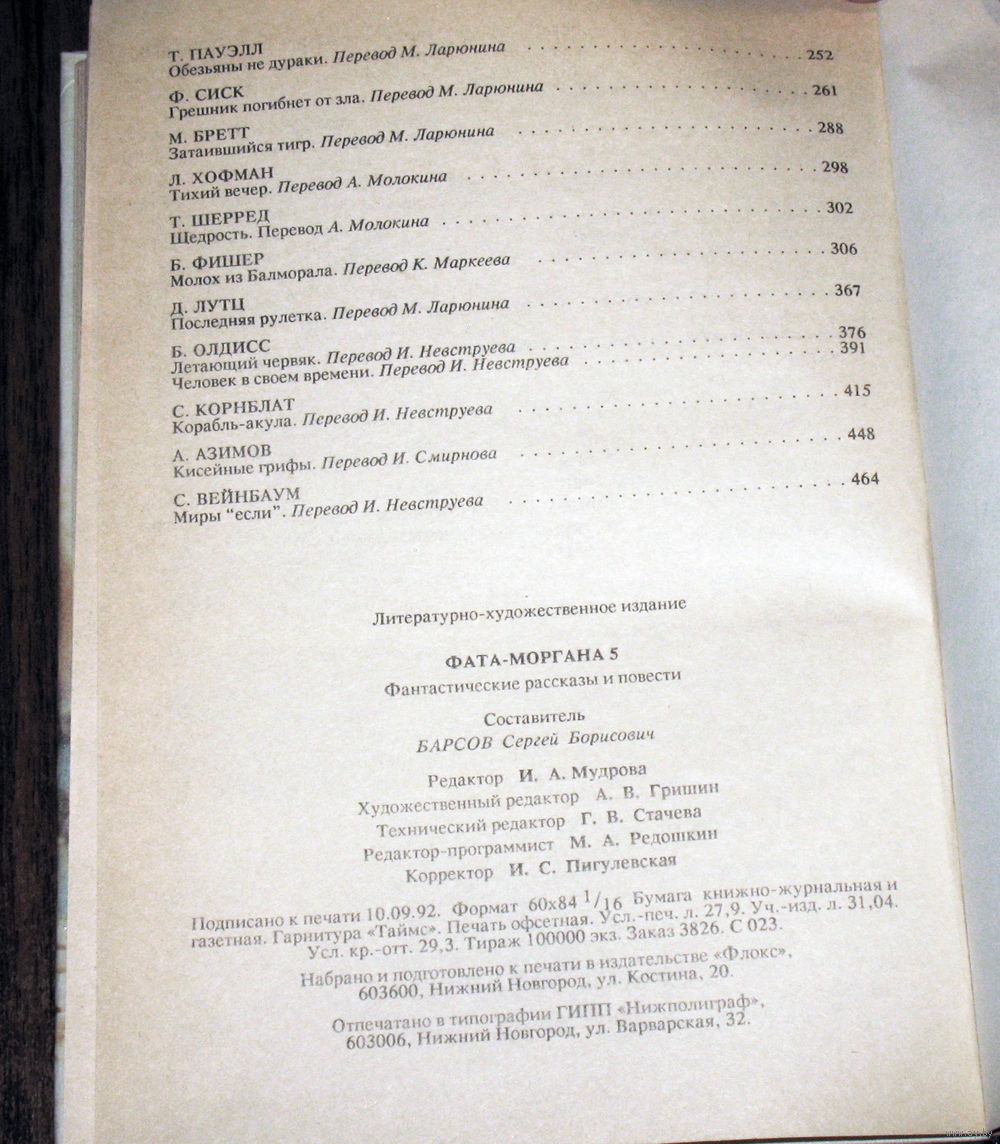 Т. ПАУЭЛЛ
Обезьяны не дураки. Перевод М. Ларюнина . . . . . . . . . . . . . . . . . . 252
Ф. СИСК
Грешник погибнет от зла. Перевод М. Ларюнина . . . . . . . . . . . . . . . . 261
М. БРЕТТ
Затаившийся тигр. Перевод М. Ларюнина . . . . . . . . . . . . . . . . . . . 288
Л. ХОФМАН
Тихий вечер. Перевод А. Молокина . . . . . . . . . . . . . . . . . . . . . . 298
Т. ШЕРРЕД
Щедрость. Перевод А. Молокина . . . . . . . . . . . . . . . . . . . . . . . 302
Б. ФИШЕР
Молох из Балморала. Перевод К. Маркеева . . . . . . . . . . . . . . . . . . 306
Д. ЛУТЦ
Последняя рулетка. Перевод М. Ларюнина . . . . . . . . . . . . . . . . . . . 367
Б. ОЛДИСС
Летающий червяк. Перевод И. Невструева . . . . . . . . . . . . . . . . . . . 376
Человек в своем времени. Перевод И. Невструева . . . . . . . . . . . . . . . 391
С. КОРНБЛАТ
Корабль-акула. Перевод И. Невструева . . . . . . . . . . . . . . . . . . . . 415
А. АЗИМОВ
Кисейные грифы. Перевод И. Смирнова . . . . . . . . . . . . . . . . . . . . 448
С. ВЕЙНБАУМ
Миры “если”. Перевод И. Невструева . . . . . . . . . . . . . . . . . . . . . 464
Литературно-художественное издание
ФАТА-МОРГАНА 5
Фантастические рассказы и повести
Составитель
БАРСОВ Сергей Борисович
Редактор И. А. Мудрова
Художественный редактор А. В. Гришин
Технический редактор Г. В. Стачева
Редактор-программист М. А. Редошкин
Корректор И. С. Пигулевская
Подписано к печати 10.09.92. Формат 60х84 1/16 Бумага книжно-журнальная и
газетная. Гарнитура «Таймс». Печать офсетная. Усл.-печ. л. 27,9. Уч.-изд. л. 31,04.
Усл. кр.-отт. 29,3. Тираж 100000 экз. Заказ 3826. С 023.
Набрано и подготовлено к печати в издательстве «Флокс»,
603600, Нижний Новгород, ул. Костина, 20.
Отпечатано в типографии ГИПП «Нижполиграф»,
603006, Нижний Новгород, ул. Варварская, 32.